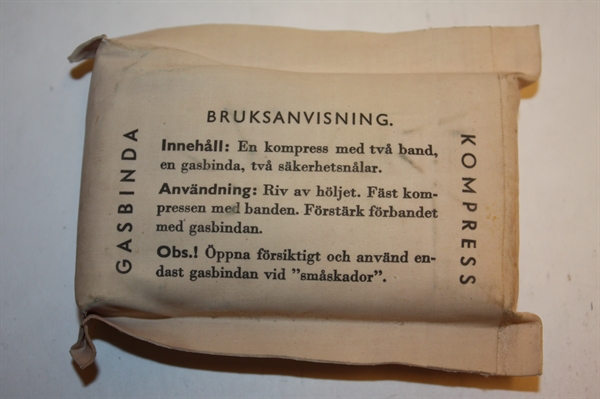 BRUKSANVISNING.
Innehåll: En kompress med två band,
en gasbinda, två säkerhetsnålar.
Användning: Riv av höljet. Fäst kom-
pressen med banden. Förstärk förbandet
med gasbindan.
Obs.! Öppna försiktigt och använd en-
dast gasbindan vid "småskador".
GASBINDA
KOMPRESS